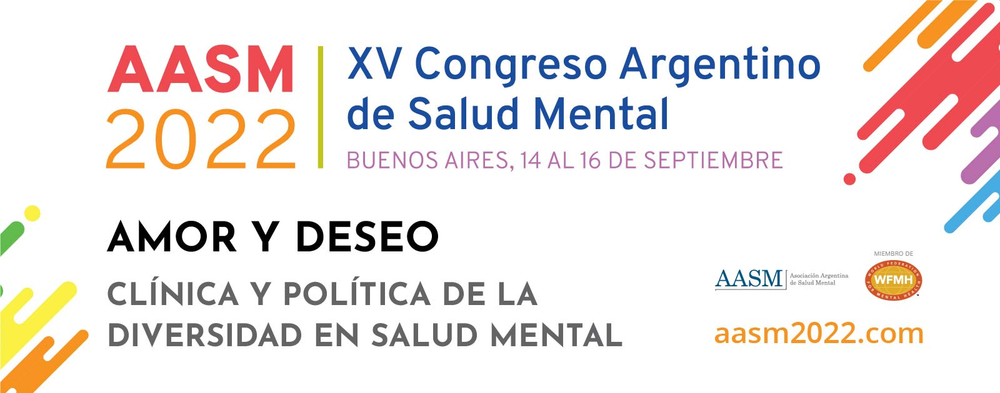 AASM
2022
XV Congreso Argentino
de Salud Mental
BUENOS AIRES, 14 AL 16 DE SEPTIEMBRE
AMOR Y DESEO
CLÍNICA Y POLÍTICA DE LA
DIVERSIDAD EN SALUD MENTAL
MIEMBRO DE
AASM
Asociación Argentina
de Salud Mental
WORLD FEDERATION
WFMH
FOR MENTAL HEALTH
aasm2022.com